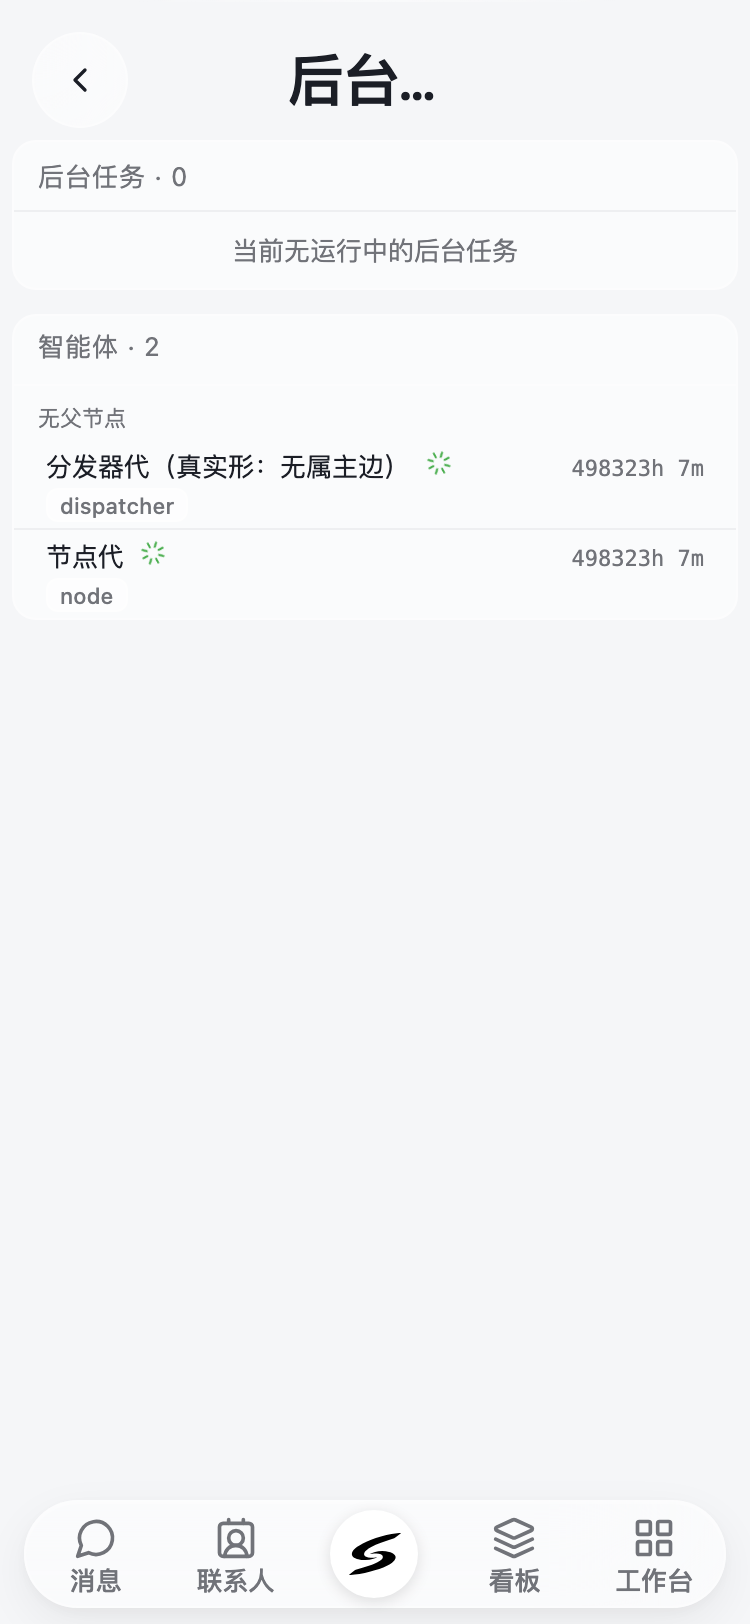 后台...
后台任务 · 0
当前无运行中的后台任务
智能体 · 2
无父节点
分发器代（真实形：无属主边） 498323h 7m
dispatcher
节点代 498323h 7m
node
消息 联系人 看板 工作台